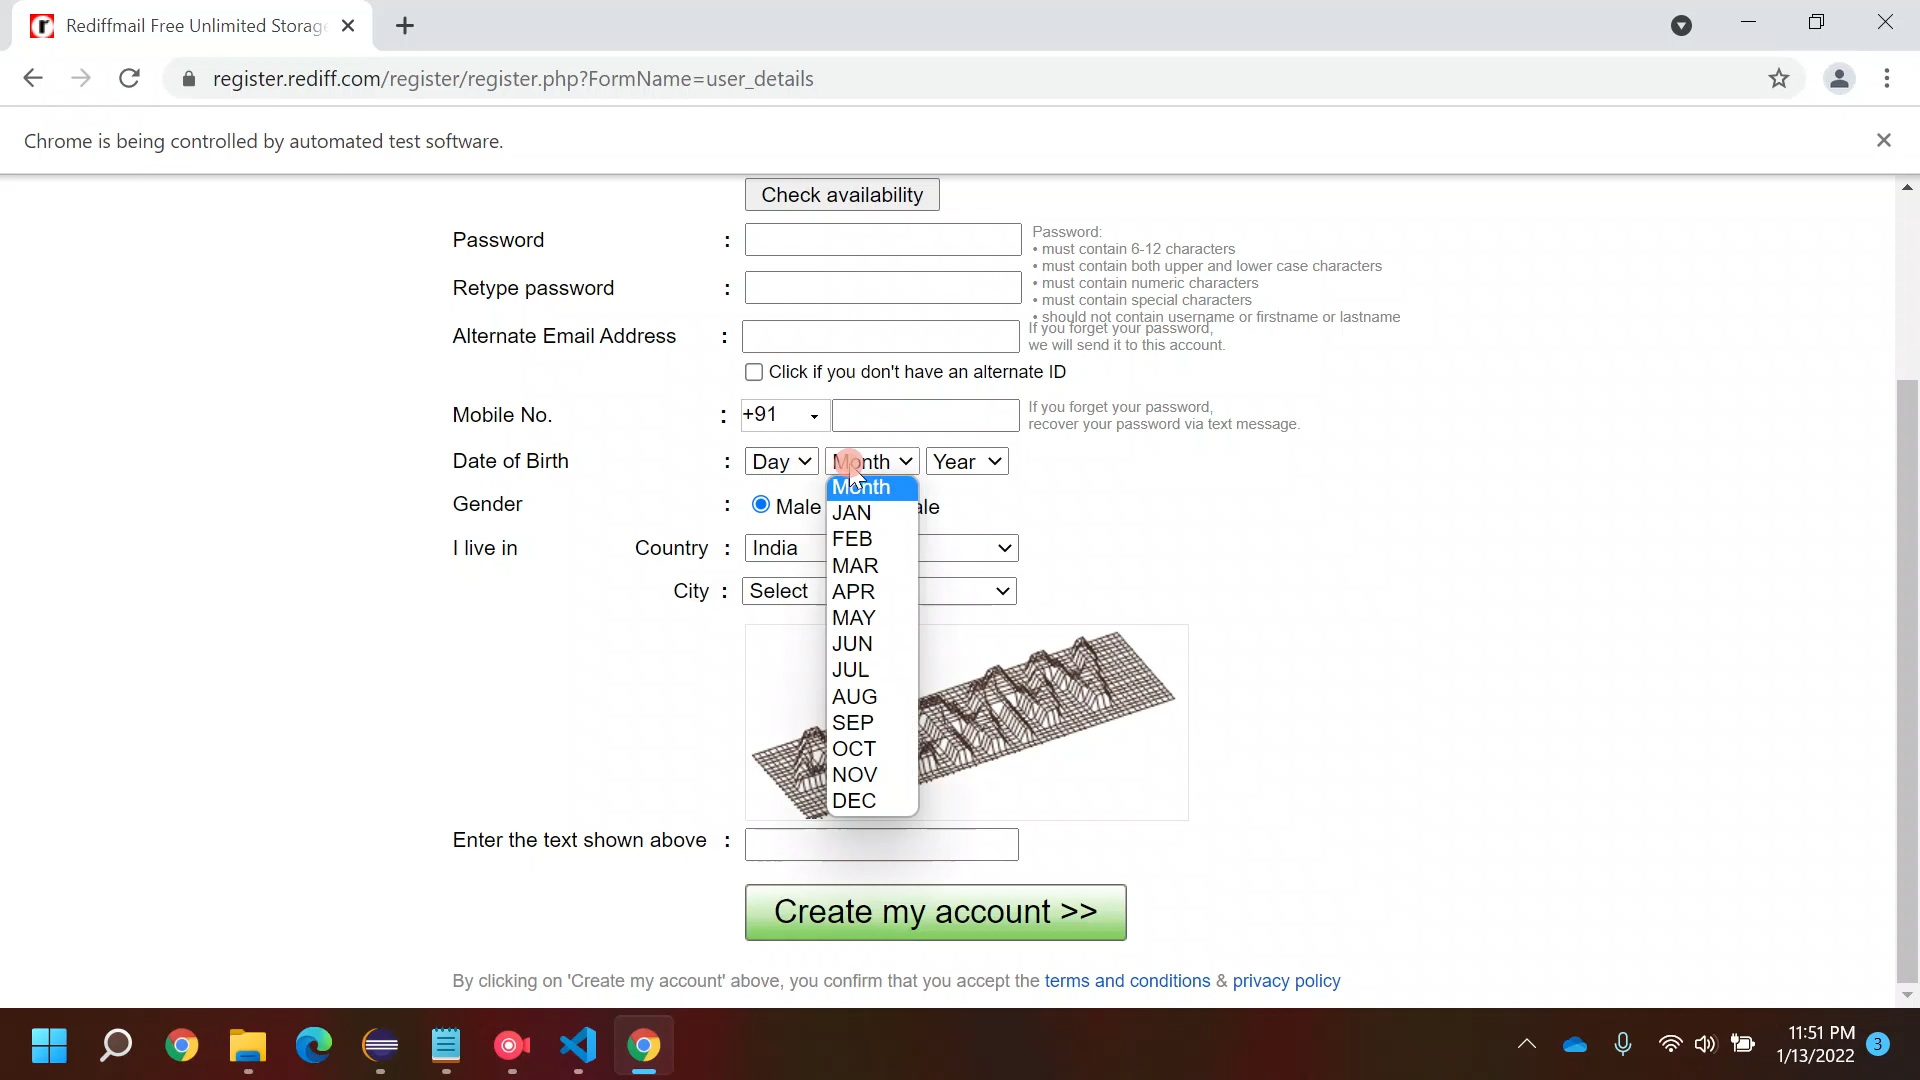 Rediffmail Free Unlimited Storag
register.rediff.com/register/register.php?FormName=user_details
Chrome is being controlled by automated test software.
Check availability
Password :
Password:
• must contain 6-12 characters
• must contain both upper and lower case characters
• must contain numeric characters
• must contain special characters
• should not contain username or firstname or lastname
Retype password :
Alternate Email Address :
If you forget your password,
we will send it to this account.
Click if you don't have an alternate ID
Mobile No. : +91
If you forget your password,
recover your password via text message.
Date of Birth : Day Month Year
Month
JAN
FEB
MAR
APR
MAY
JUN
JUL
AUG
SEP
OCT
NOV
DEC
Gender : Male ale
I live in Country : India
City : Select
Enter the text shown above :
Create my account >>
By clicking on 'Create my account' above, you confirm that you accept the terms and conditions & privacy policy
11:51 PM
1/13/2022
3